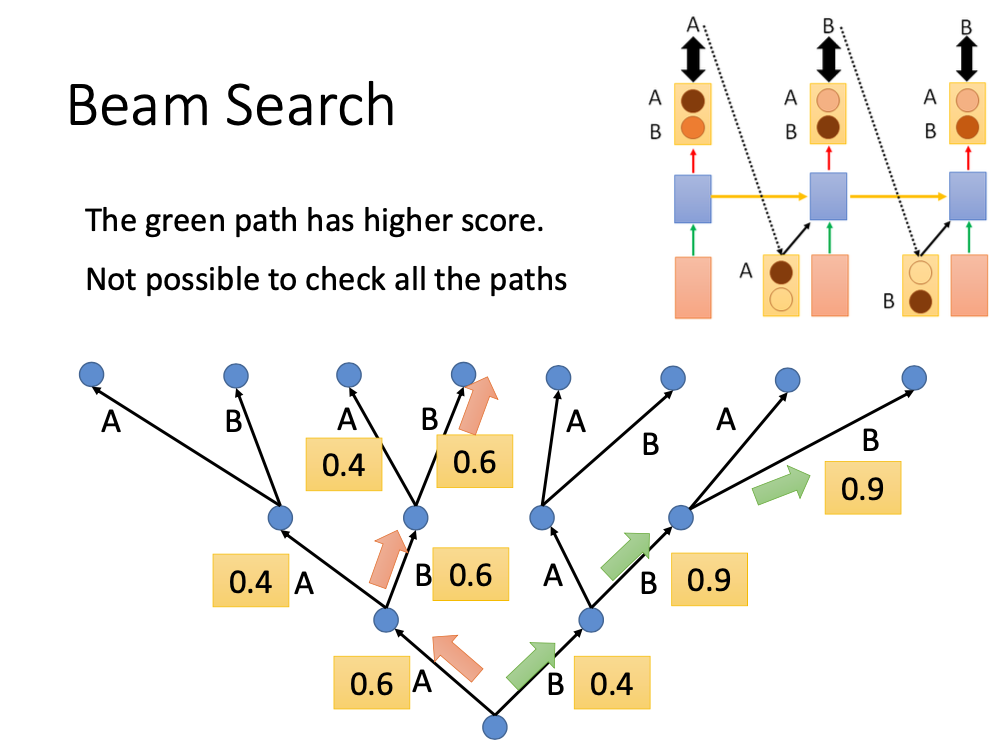 A B B
Beam Search
A A A
B B B
The green path has higher score.
A
Not possible to check all the paths
B
A B A B A B A B
0.4 0.6 0.9
0.4 A B 0.6 A B 0.9
0.6 A B 0.4